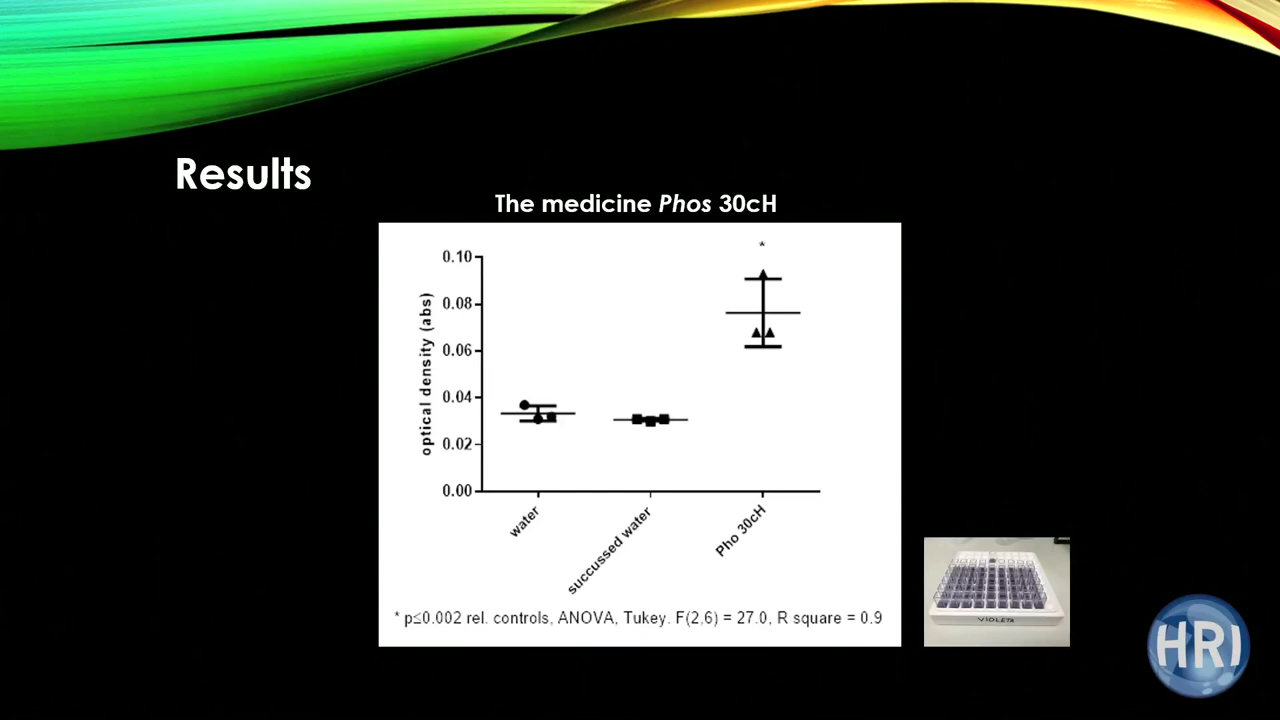 Results
The medicine Phos 30cH
*
0.10
0.08
0.06
0.04
0.02
0.00
optical density (abs)
water
succussed water
Pho 30cH
* p≤0.002 rel. controls, ANOVA, Tukey. F(2,6) = 27.0, R square = 0.9
VIOLETA
HRI